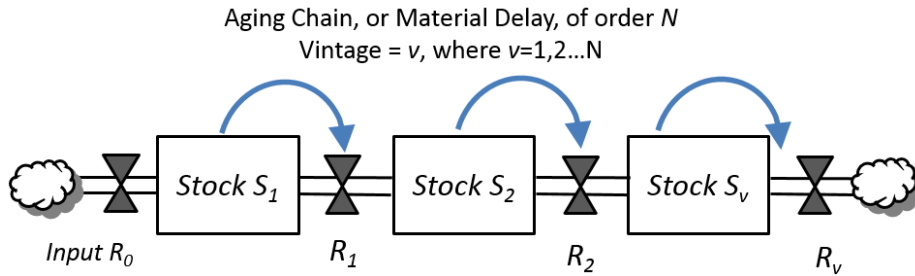 Aging Chain, or Material Delay, of order N
Vintage = v, where v=1,2...N
Stock S₁
Stock S₂
Stock Sᵥ
Input R₀
R₁
R₂
Rᵥ